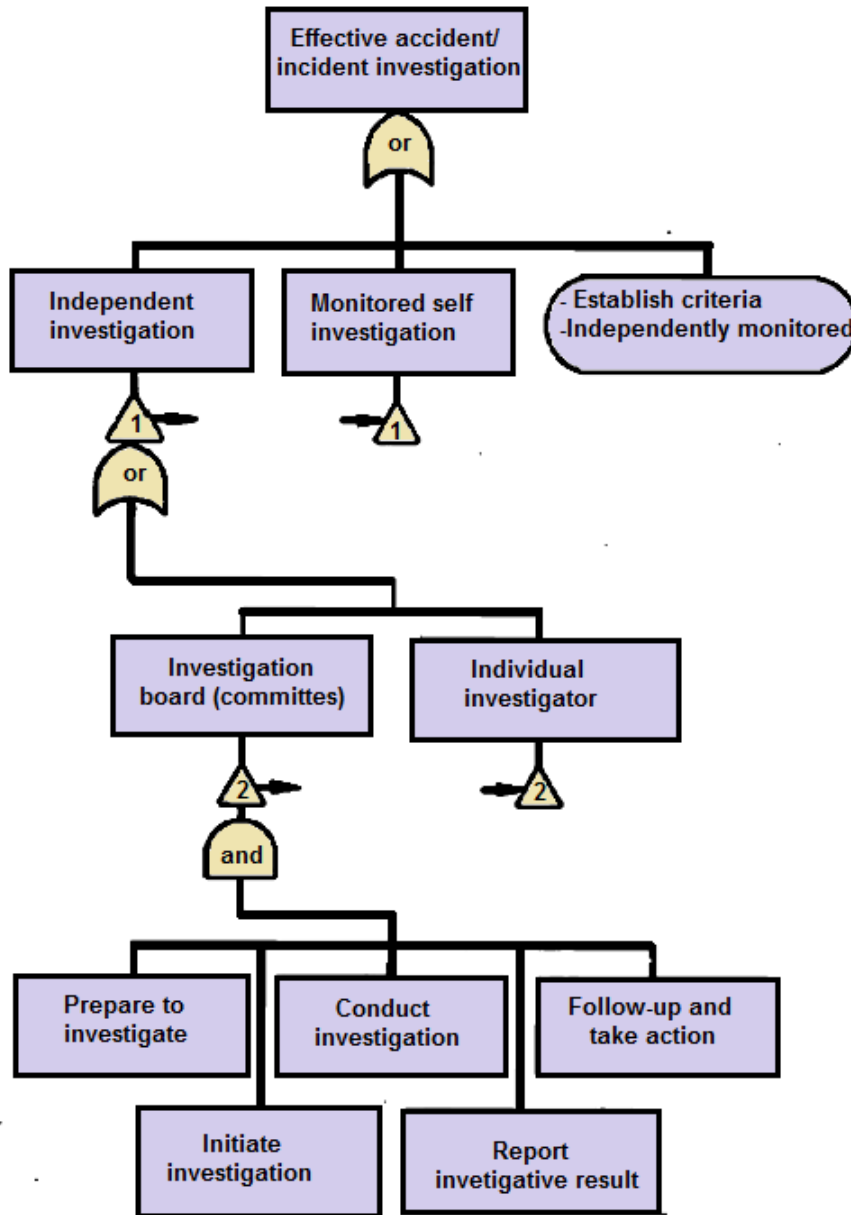 Effective accident/
incident investigation
or
Independent
investigation
Monitored self
investigation
- Establish criteria
-Independently monitored
1
1
or
Investigation
board (committes)
Individual
investigator
2
2
and
Prepare to
investigate
Conduct
investigation
Follow-up and
take action
Initiate
investigation
Report
invetigative result